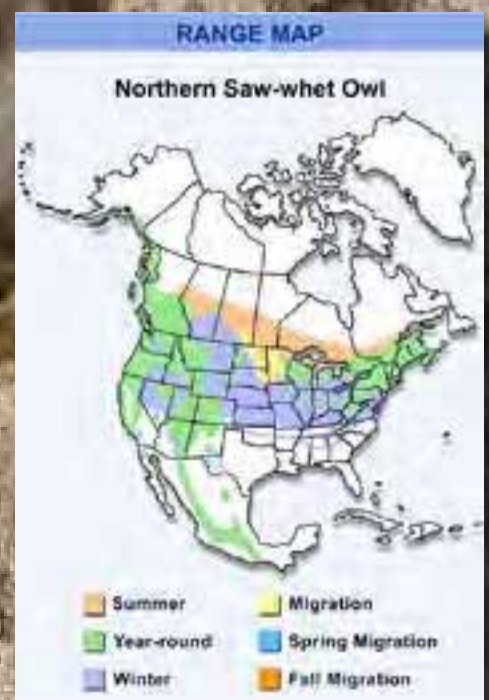 RANGE MAP
Northern Saw-whet Owl
Summer
Migration
Year-round
Spring Migration
Winter
Fall Migration